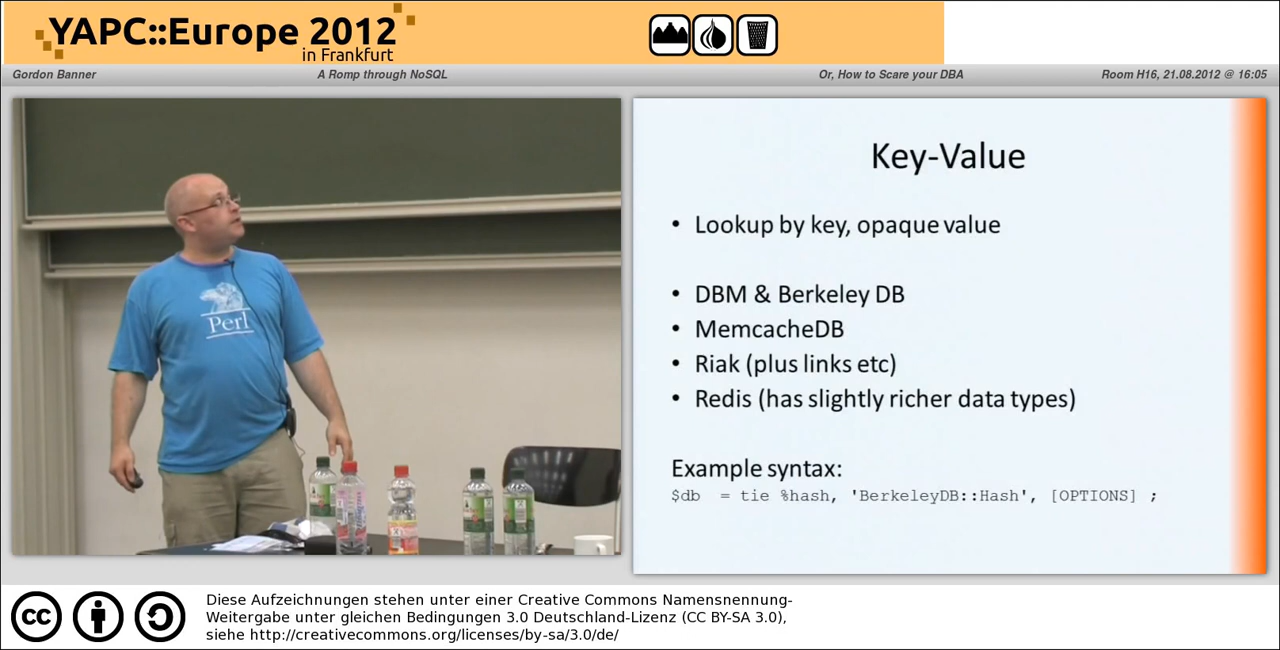 YAPC::Europe 2012
in Frankfurt
Gordon Banner A Romp through NoSQL Or, How to Scare your DBA Room H16, 21.08.2012 @ 16:05
Perl
Key-Value
• Lookup by key, opaque value
• DBM & Berkeley DB
• MemcacheDB
• Riak (plus links etc)
• Redis (has slightly richer data types)
Example syntax:
$db = tie %hash, 'BerkeleyDB::Hash', [OPTIONS] ;
cc
Diese Aufzeichnungen stehen unter einer Creative Commons Namensnennung-
Weitergabe unter gleichen Bedingungen 3.0 Deutschland-Lizenz (CC BY-SA 3.0),
siehe http://creativecommons.org/licenses/by-sa/3.0/de/